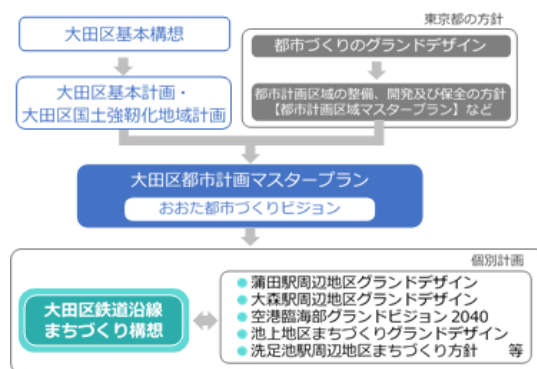 大田区基本構想
大田区基本計画・
大田区国土強靱化地域計画
東京都の方針
都市づくりのグランドデザイン
都市計画区域の整備、開発及び保全の方針
【都市計画区域マスタープラン】など
大田区都市計画マスタープラン
おおた都市づくりビジョン
個別計画
大田区鉄道沿線
まちづくり構想
蒲田駅周辺地区グランドデザイン
大森駅周辺地区グランドデザイン
空港臨海部グランドビジョン 2040
池上地区まちづくりグランドデザイン
洗足池駅周辺地区まちづくり方針 等